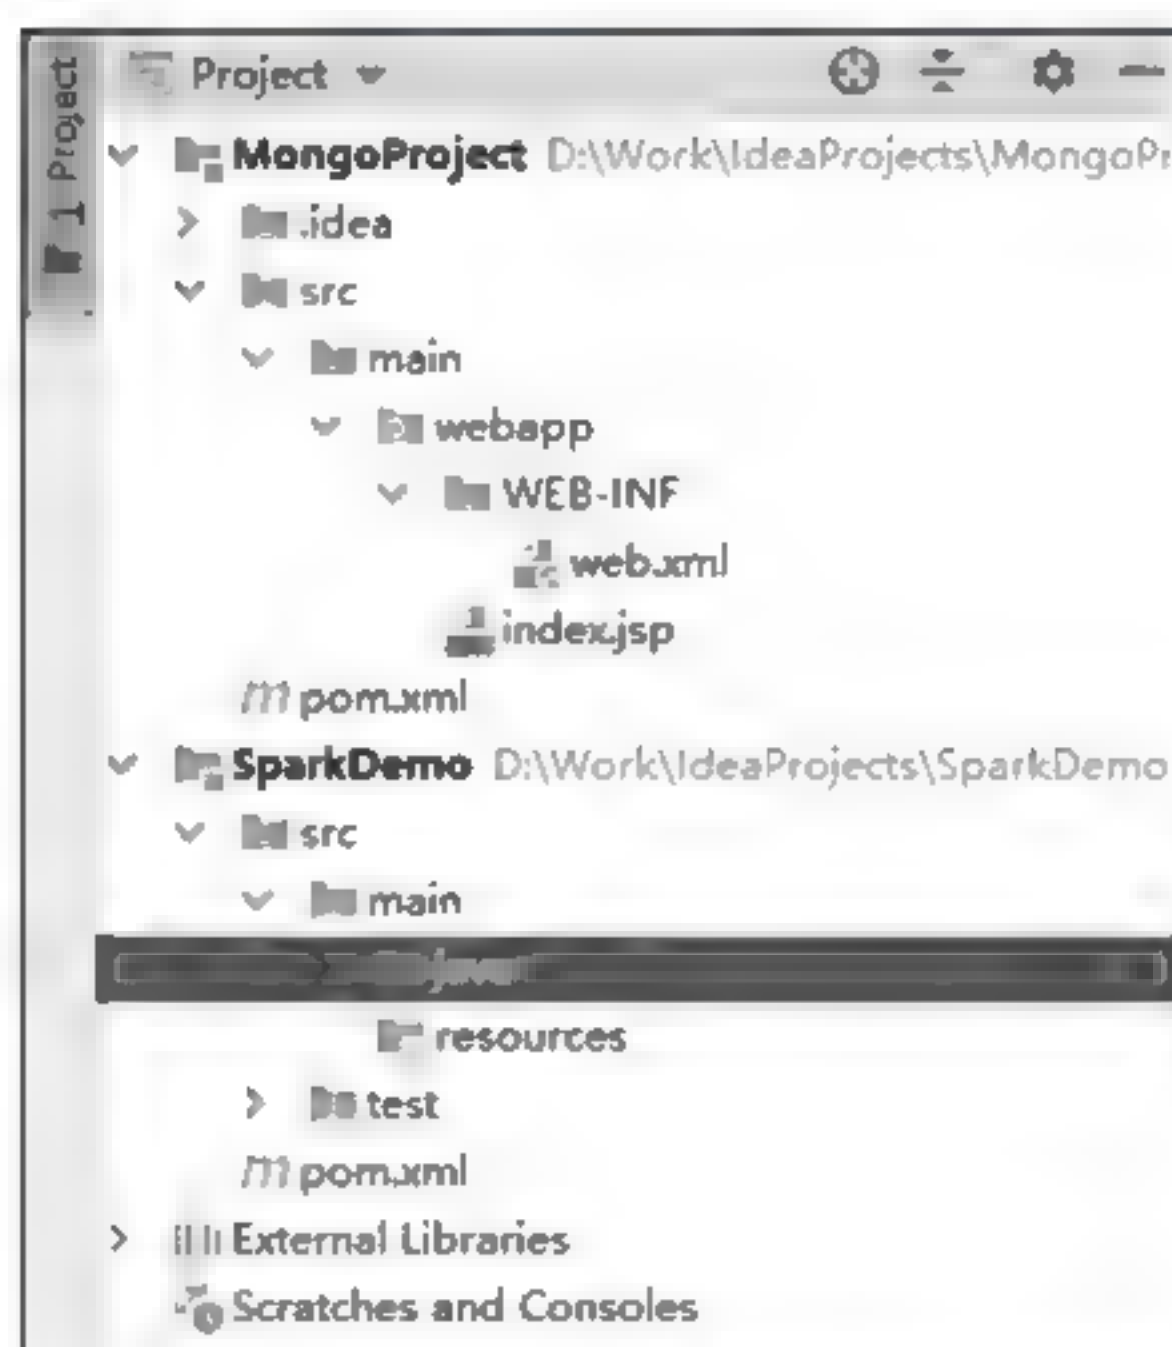 1 Project
Project
MongoProject D:\Work\IdeaProjects\MongoPr
.idea
src
main
webapp
WEB-INF
web.xml
index.jsp
pom.xml
SparkDemo D:\Work\IdeaProjects\SparkDemo
src
main
java
resources
test
pom.xml
External Libraries
Scratches and Consoles